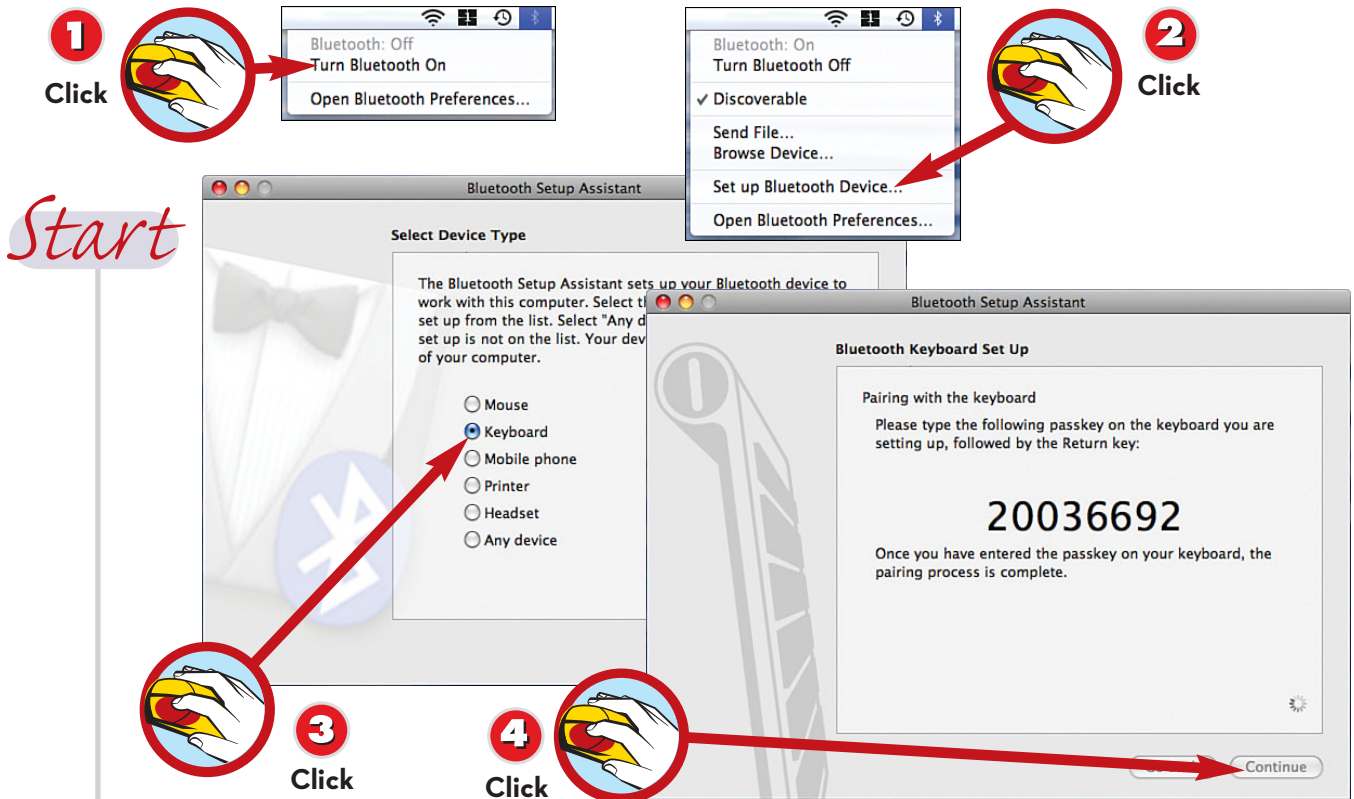 1
Click
Bluetooth: Off
Turn Bluetooth On
Open Bluetooth Preferences...
Bluetooth: On
Turn Bluetooth Off
✓ Discoverable
Send File...
Browse Device...
Set up Bluetooth Device...
Open Bluetooth Preferences...
2
Click
Start
Bluetooth Setup Assistant
Select Device Type
The Bluetooth Setup Assistant sets up your Bluetooth device to
work with this computer. Select
set up from the list. Select "Any
set up is not on the list. Your
of your computer.
Mouse
Keyboard
Mobile phone
Printer
Headset
Any device
3
Click
Bluetooth Setup Assistant
Bluetooth Keyboard Set Up
Pairing with the keyboard
Please type the following passkey on the keyboard you are
setting up, followed by the Return key:
20036692
Once you have entered the passkey on your keyboard, the
pairing process is complete.
Continue
4
Click